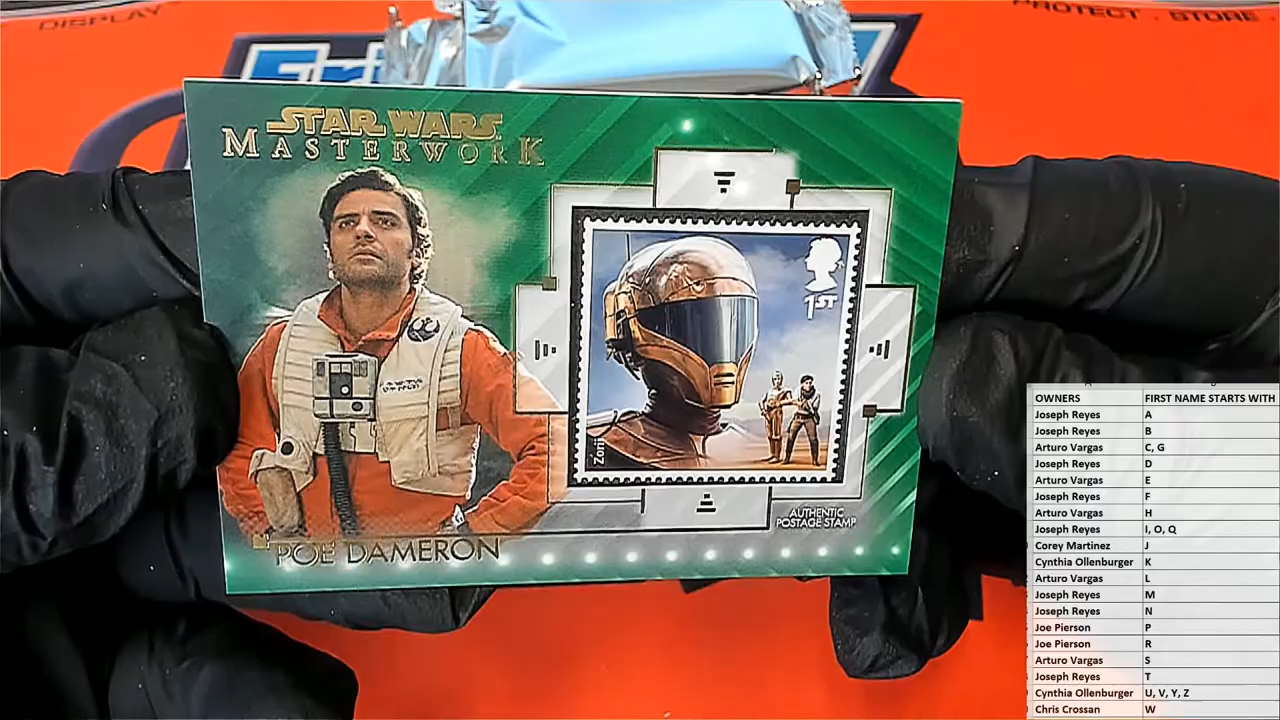 DISPLAY
PROTECT . STORE .
STAR WARS
MASTERWORK
1ST
Zorii
AUTHENTIC
POSTAGE STAMP
POE DAMERON
OWNERS FIRST NAME STARTS WITH
Joseph Reyes A
Joseph Reyes B
Arturo Vargas C, G
Joseph Reyes D
Arturo Vargas E
Joseph Reyes F
Arturo Vargas H
Joseph Reyes I, O, Q
Corey Martinez J
Cynthia Ollenburger K
Arturo Vargas L
Joseph Reyes M
Joseph Reyes N
Joe Pierson P
Joe Pierson R
Arturo Vargas S
Joseph Reyes T
Cynthia Ollenburger U, V, Y, Z
Chris Crossan W